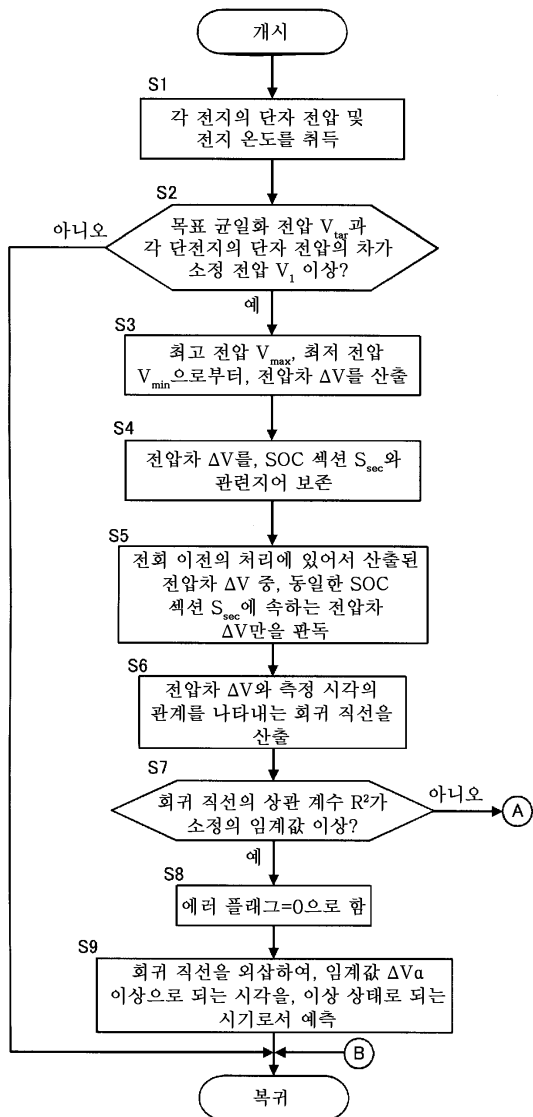 개시
S1
각 전지의 단자 전압 및
전지 온도를 취득
S2
아니오
목표 균일화 전압 Vtar과
각 단전지의 단자 전압의 차가
소정 전압 V1 이상?
예
S3
최고 전압 Vmax, 최저 전압
Vmin으로부터, 전압차 ΔV를 산출
S4
전압차 ΔV를, SOC 섹션 Ssec와
관련지어 보존
S5
전회 이전의 처리에 있어서 산출된
전압차 ΔV 중, 동일한 SOC
섹션 Ssec에 속하는 전압차
ΔV만을 판독
S6
전압차 ΔV와 측정 시각의
관계를 나타내는 회귀 직선을
산출
S7
회귀 직선의 상관 계수 R²가
소정의 임계값 이상?
아니오
A
예
S8
에러 플래그=0으로 함
S9
회귀 직선을 외삽하여, 임계값 ΔVα
이상으로 되는 시각을, 이상 상태로 되는
시기로서 예측
B
복귀